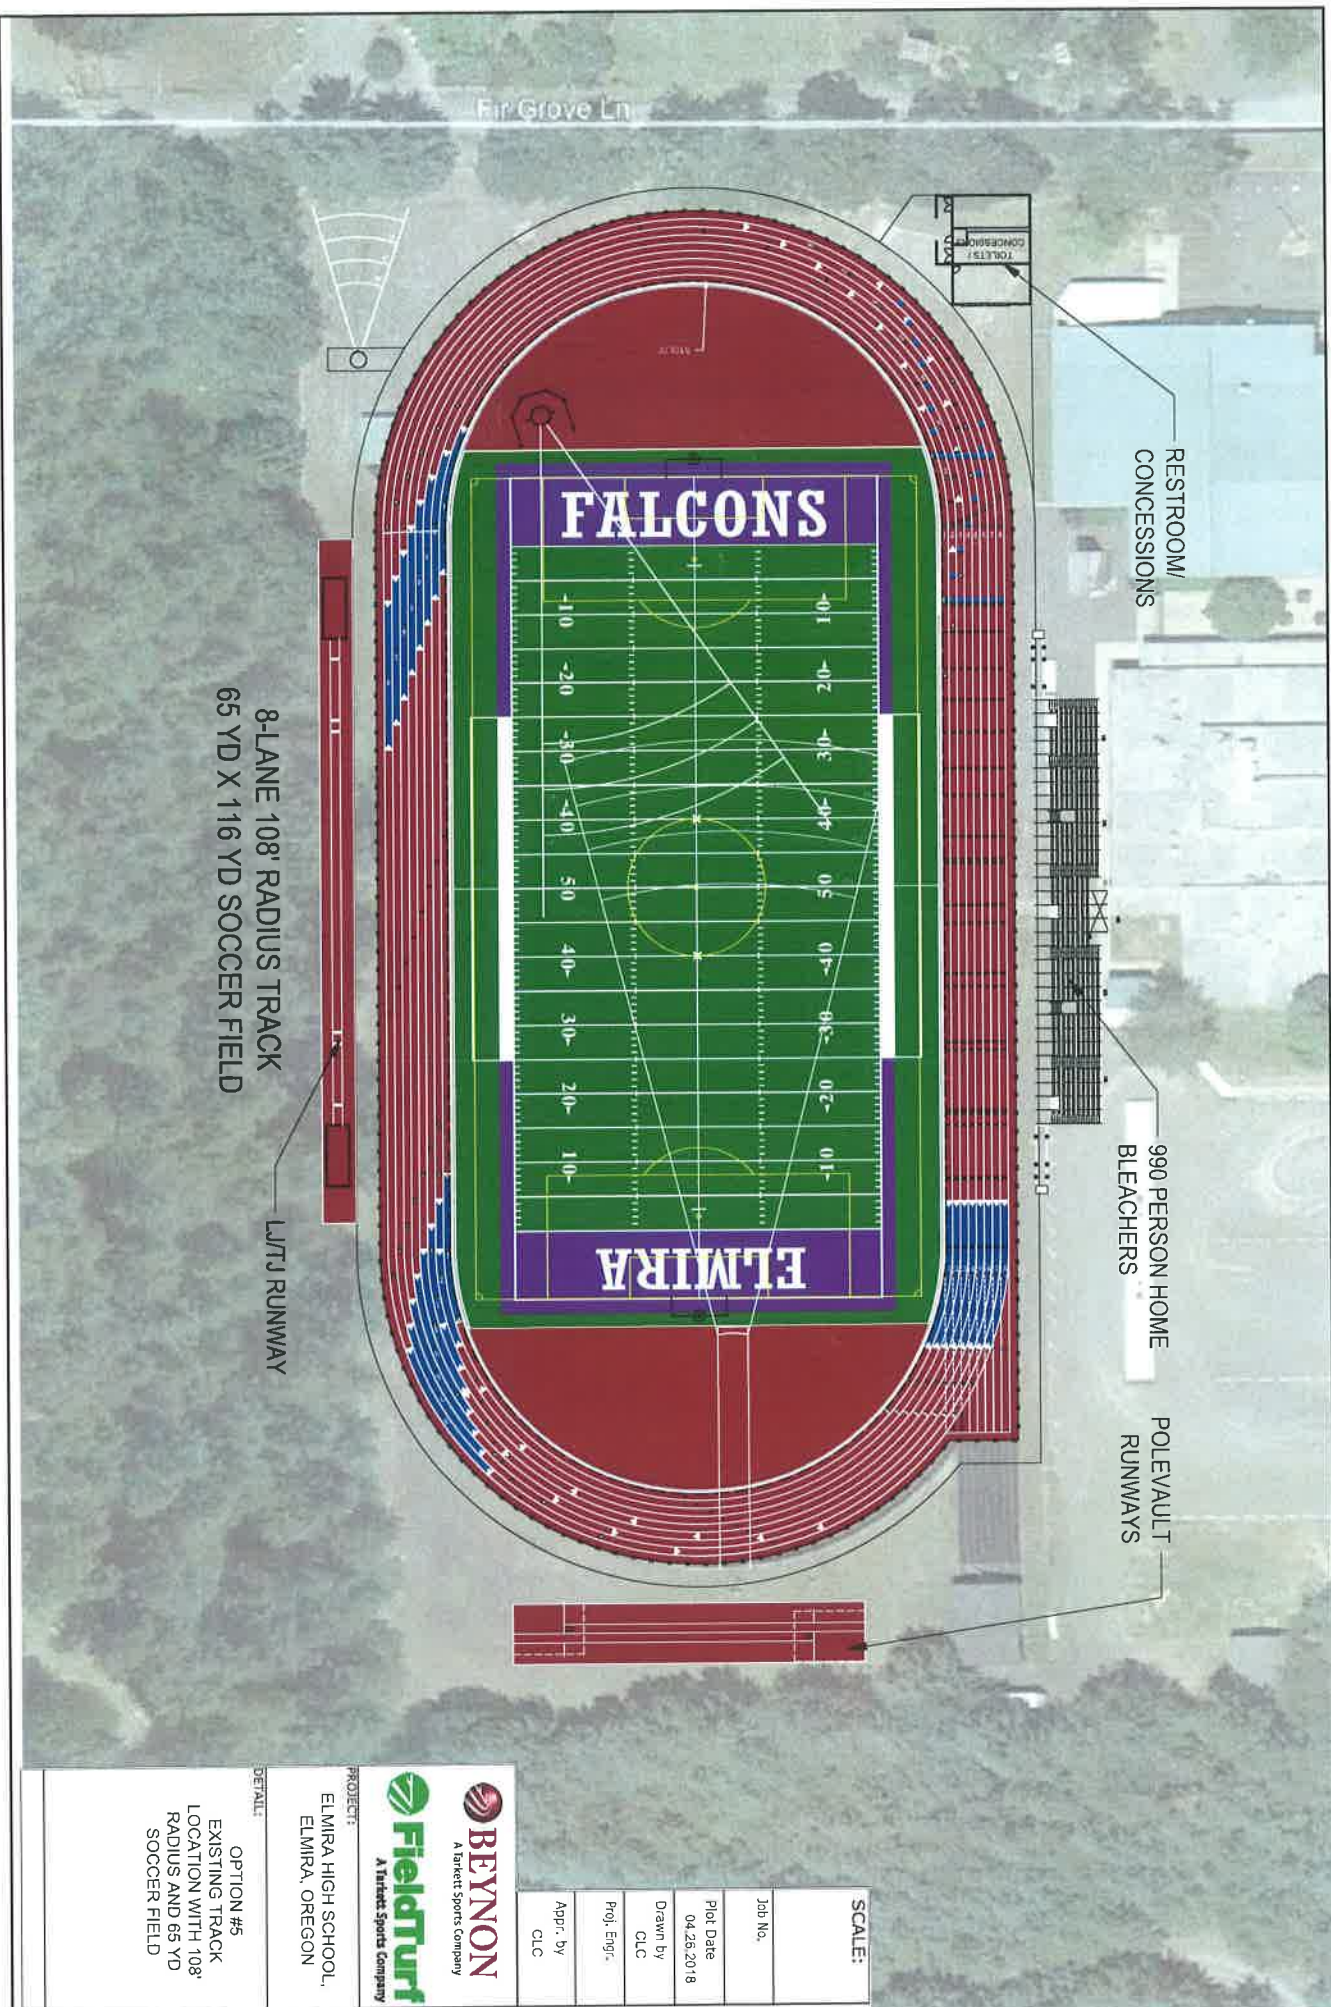 Fir Grove Ln
TOILETS /
CONCESSIONS
RESTROOM/
CONCESSIONS
990 PERSON HOME
BLEACHERS
POLEVAULT
RUNWAYS
FALCONS
10- 20- 30- 40- 50 -40 -30 -20 -10
-10 -20 -30 -40 50 40- 30- 20- 10-
ELMIRA
8-LANE 108' RADIUS TRACK
65 YD X 116 YD SOCCER FIELD
LJ/TJ RUNWAY
SCALE:
Job No.
Plot Date
04.26.2018
Drawn by
CLC
Proj. Engr.
Appr. by
CLC
BEYNON
A Tarkett Sports Company
FieldTurf
A Tarkett Sports Company
PROJECT:
ELMIRA HIGH SCHOOL,
ELMIRA, OREGON
DETAIL:
OPTION #5
EXISTING TRACK
LOCATION WITH 108'
RADIUS AND 65 YD
SOCCER FIELD